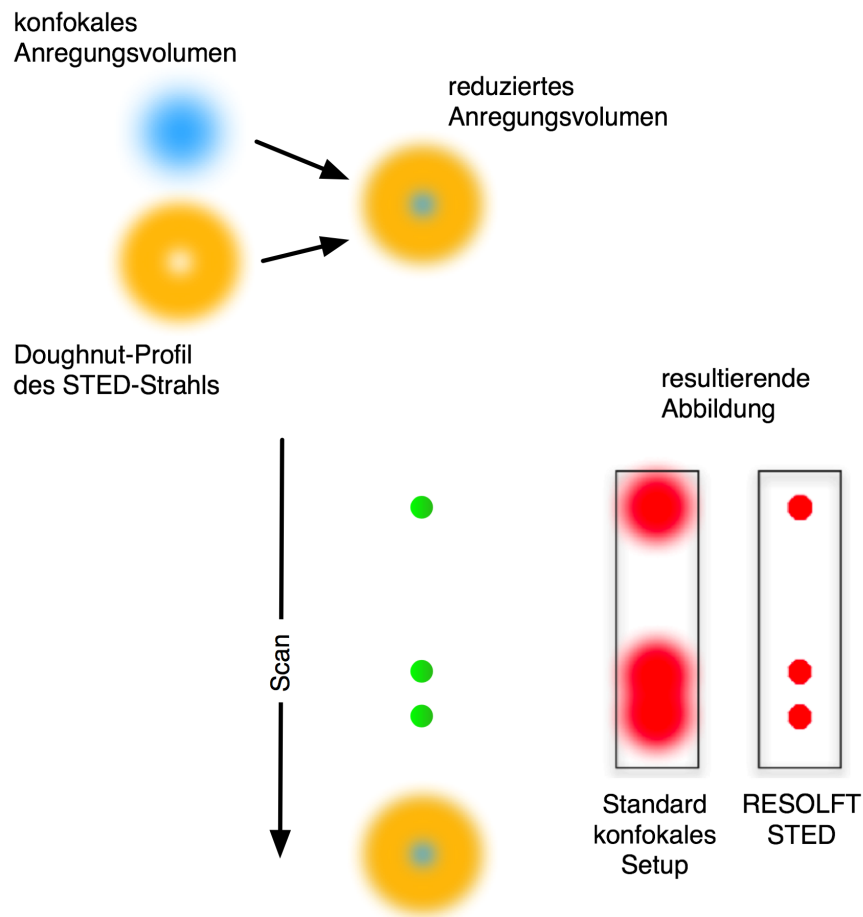 konfokales
Anregungsvolumen
reduziertes
Anregungsvolumen
Doughnut-Profil
des STED-Strahls
resultierende
Abbildung
Scan
Standard
konfokales
Setup
RESOLFT
STED